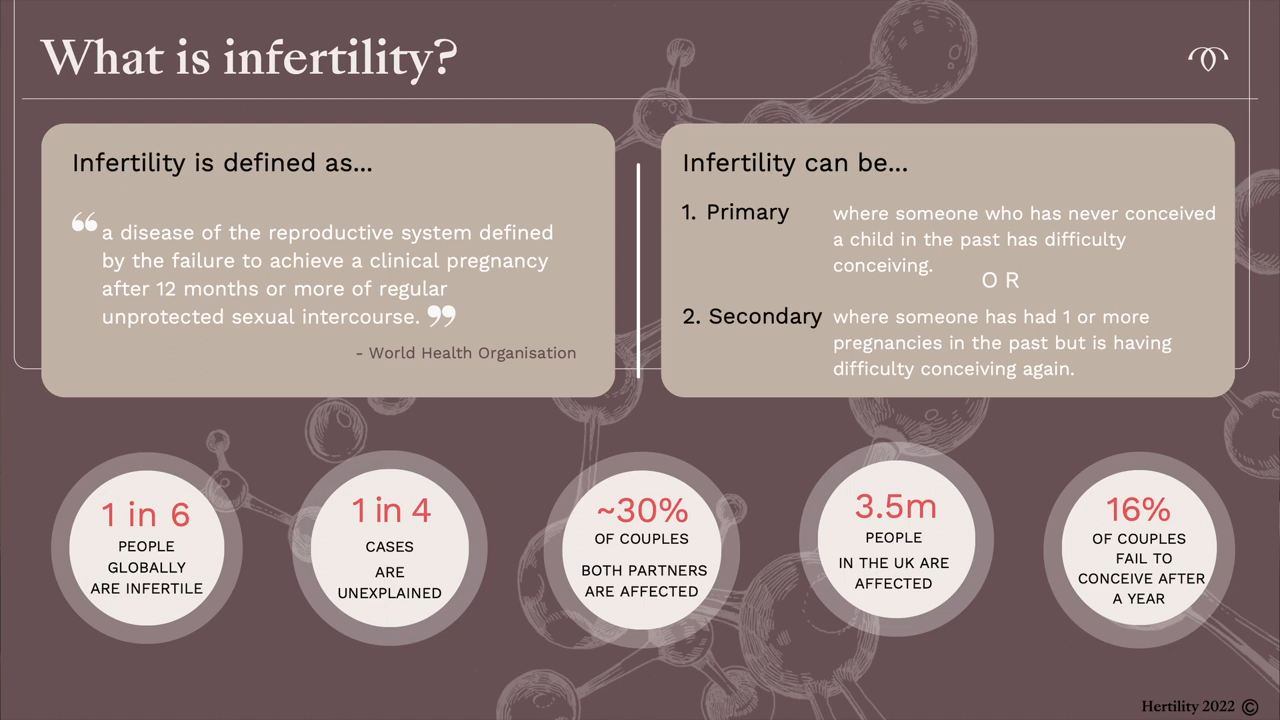 What is infertility?
Infertility is defined as...
❝ a disease of the reproductive system defined
by the failure to achieve a clinical pregnancy
after 12 months or more of regular
unprotected sexual intercourse. ❞
- World Health Organisation
Infertility can be...
1. Primary
where someone who has never conceived
a child in the past has difficulty
conceiving.
OR
2. Secondary
where someone has had 1 or more
pregnancies in the past but is having
difficulty conceiving again.
1 in 6
PEOPLE
GLOBALLY
ARE INFERTILE
1 in 4
CASES
ARE
UNEXPLAINED
~30%
OF COUPLES
BOTH PARTNERS
ARE AFFECTED
3.5m
PEOPLE
IN THE UK ARE
AFFECTED
16%
OF COUPLES
FAIL TO
CONCEIVE AFTER
A YEAR
Hertility 2022 ©